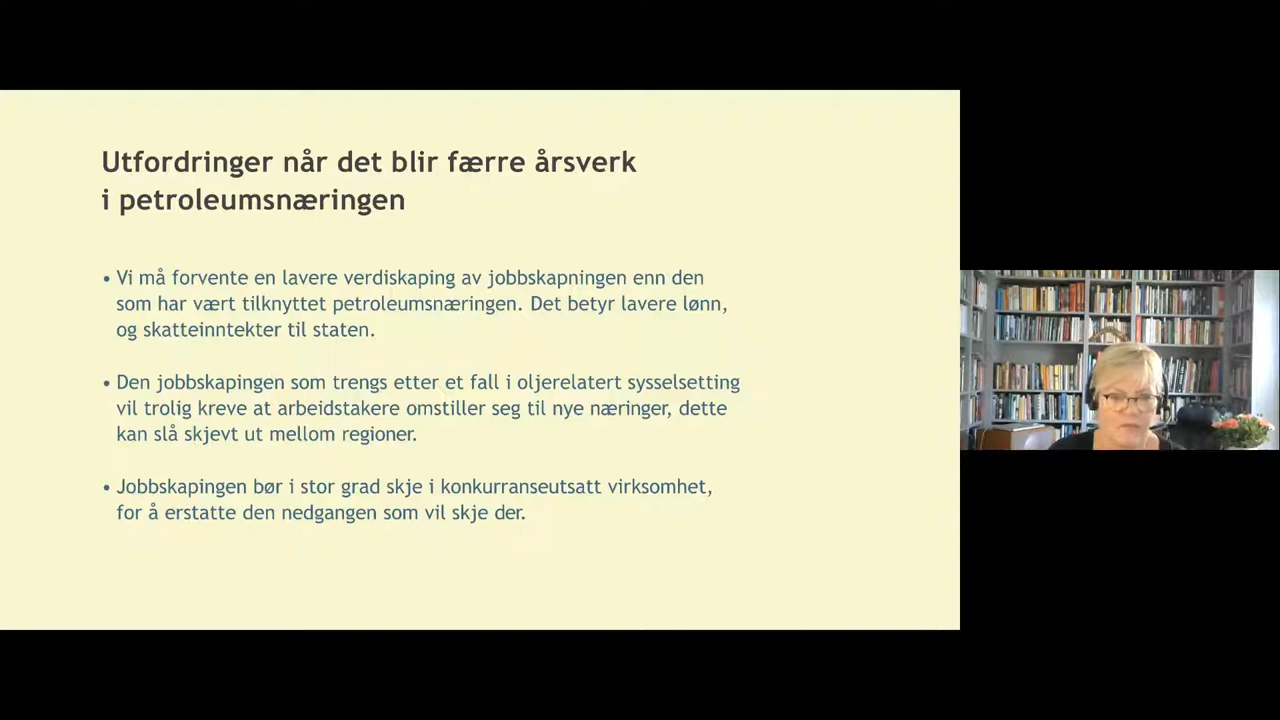 Utfordringer når det blir færre årsverk
i petroleumsnæringen
• Vi må forvente en lavere verdiskaping av jobbskapningen enn den
som har vært tilknyttet petroleumsnæringen. Det betyr lavere lønn,
og skatteinntekter til staten.
• Den jobbskapingen som trengs etter et fall i oljerelatert sysselsetting
vil trolig kreve at arbeidstakere omstiller seg til nye næringer, dette
kan slå skjevt ut mellom regioner.
• Jobbskapingen bør i stor grad skje i konkurranseutsatt virksomhet,
for å erstatte den nedgangen som vil skje der.